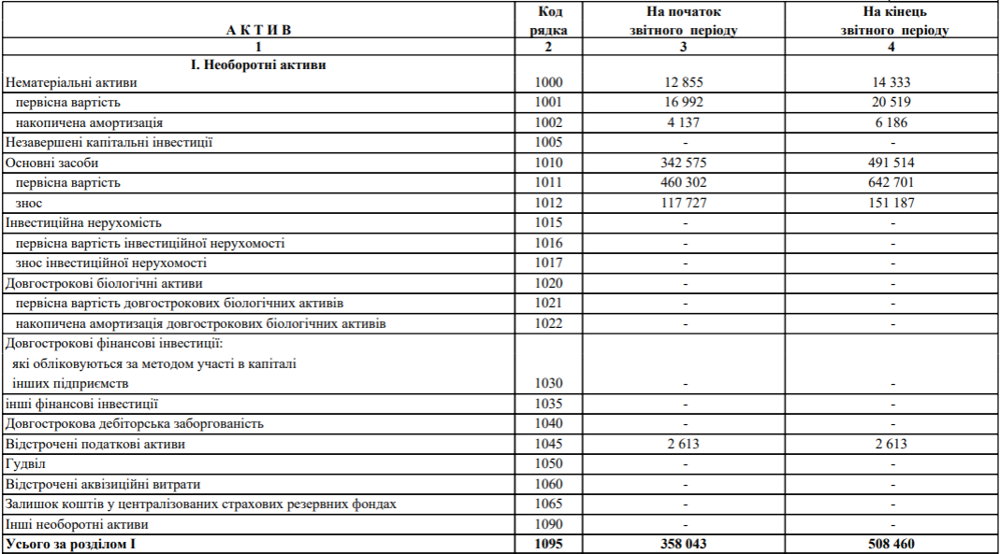 А К Т И В Код рядка На початок звітного періоду На кінець звітного періоду
1 2 3 4
І. Необоротні активи
Нематеріальні активи 1000 12 855 14 333
первісна вартість 1001 16 992 20 519
накопичена амортизація 1002 4 137 6 186
Незавершені капітальні інвестиції 1005 - -
Основні засоби 1010 342 575 491 514
первісна вартість 1011 460 302 642 701
знос 1012 117 727 151 187
Інвестиційна нерухомість 1015 - -
первісна вартість інвестиційної нерухомості 1016 - -
знос інвестиційної нерухомості 1017 - -
Довгострокові біологічні активи 1020 - -
первісна вартість довгострокових біологічних активів 1021 - -
накопичена амортизація довгострокових біологічних активів 1022 - -
Довгострокові фінансові інвестиції:
які обліковуються за методом участі в капіталі
інших підприємств 1030 - -
інші фінансові інвестиції 1035 - -
Довгострокова дебіторська заборгованість 1040 - -
Відстрочені податкові активи 1045 2 613 2 613
Гудвіл 1050 - -
Відстрочені аквізиційні витрати 1060 - -
Залишок коштів у централізованих страхових резервних фондах 1065 - -
Інші необоротні активи 1090 - -
Усього за розділом І 1095 358 043 508 460